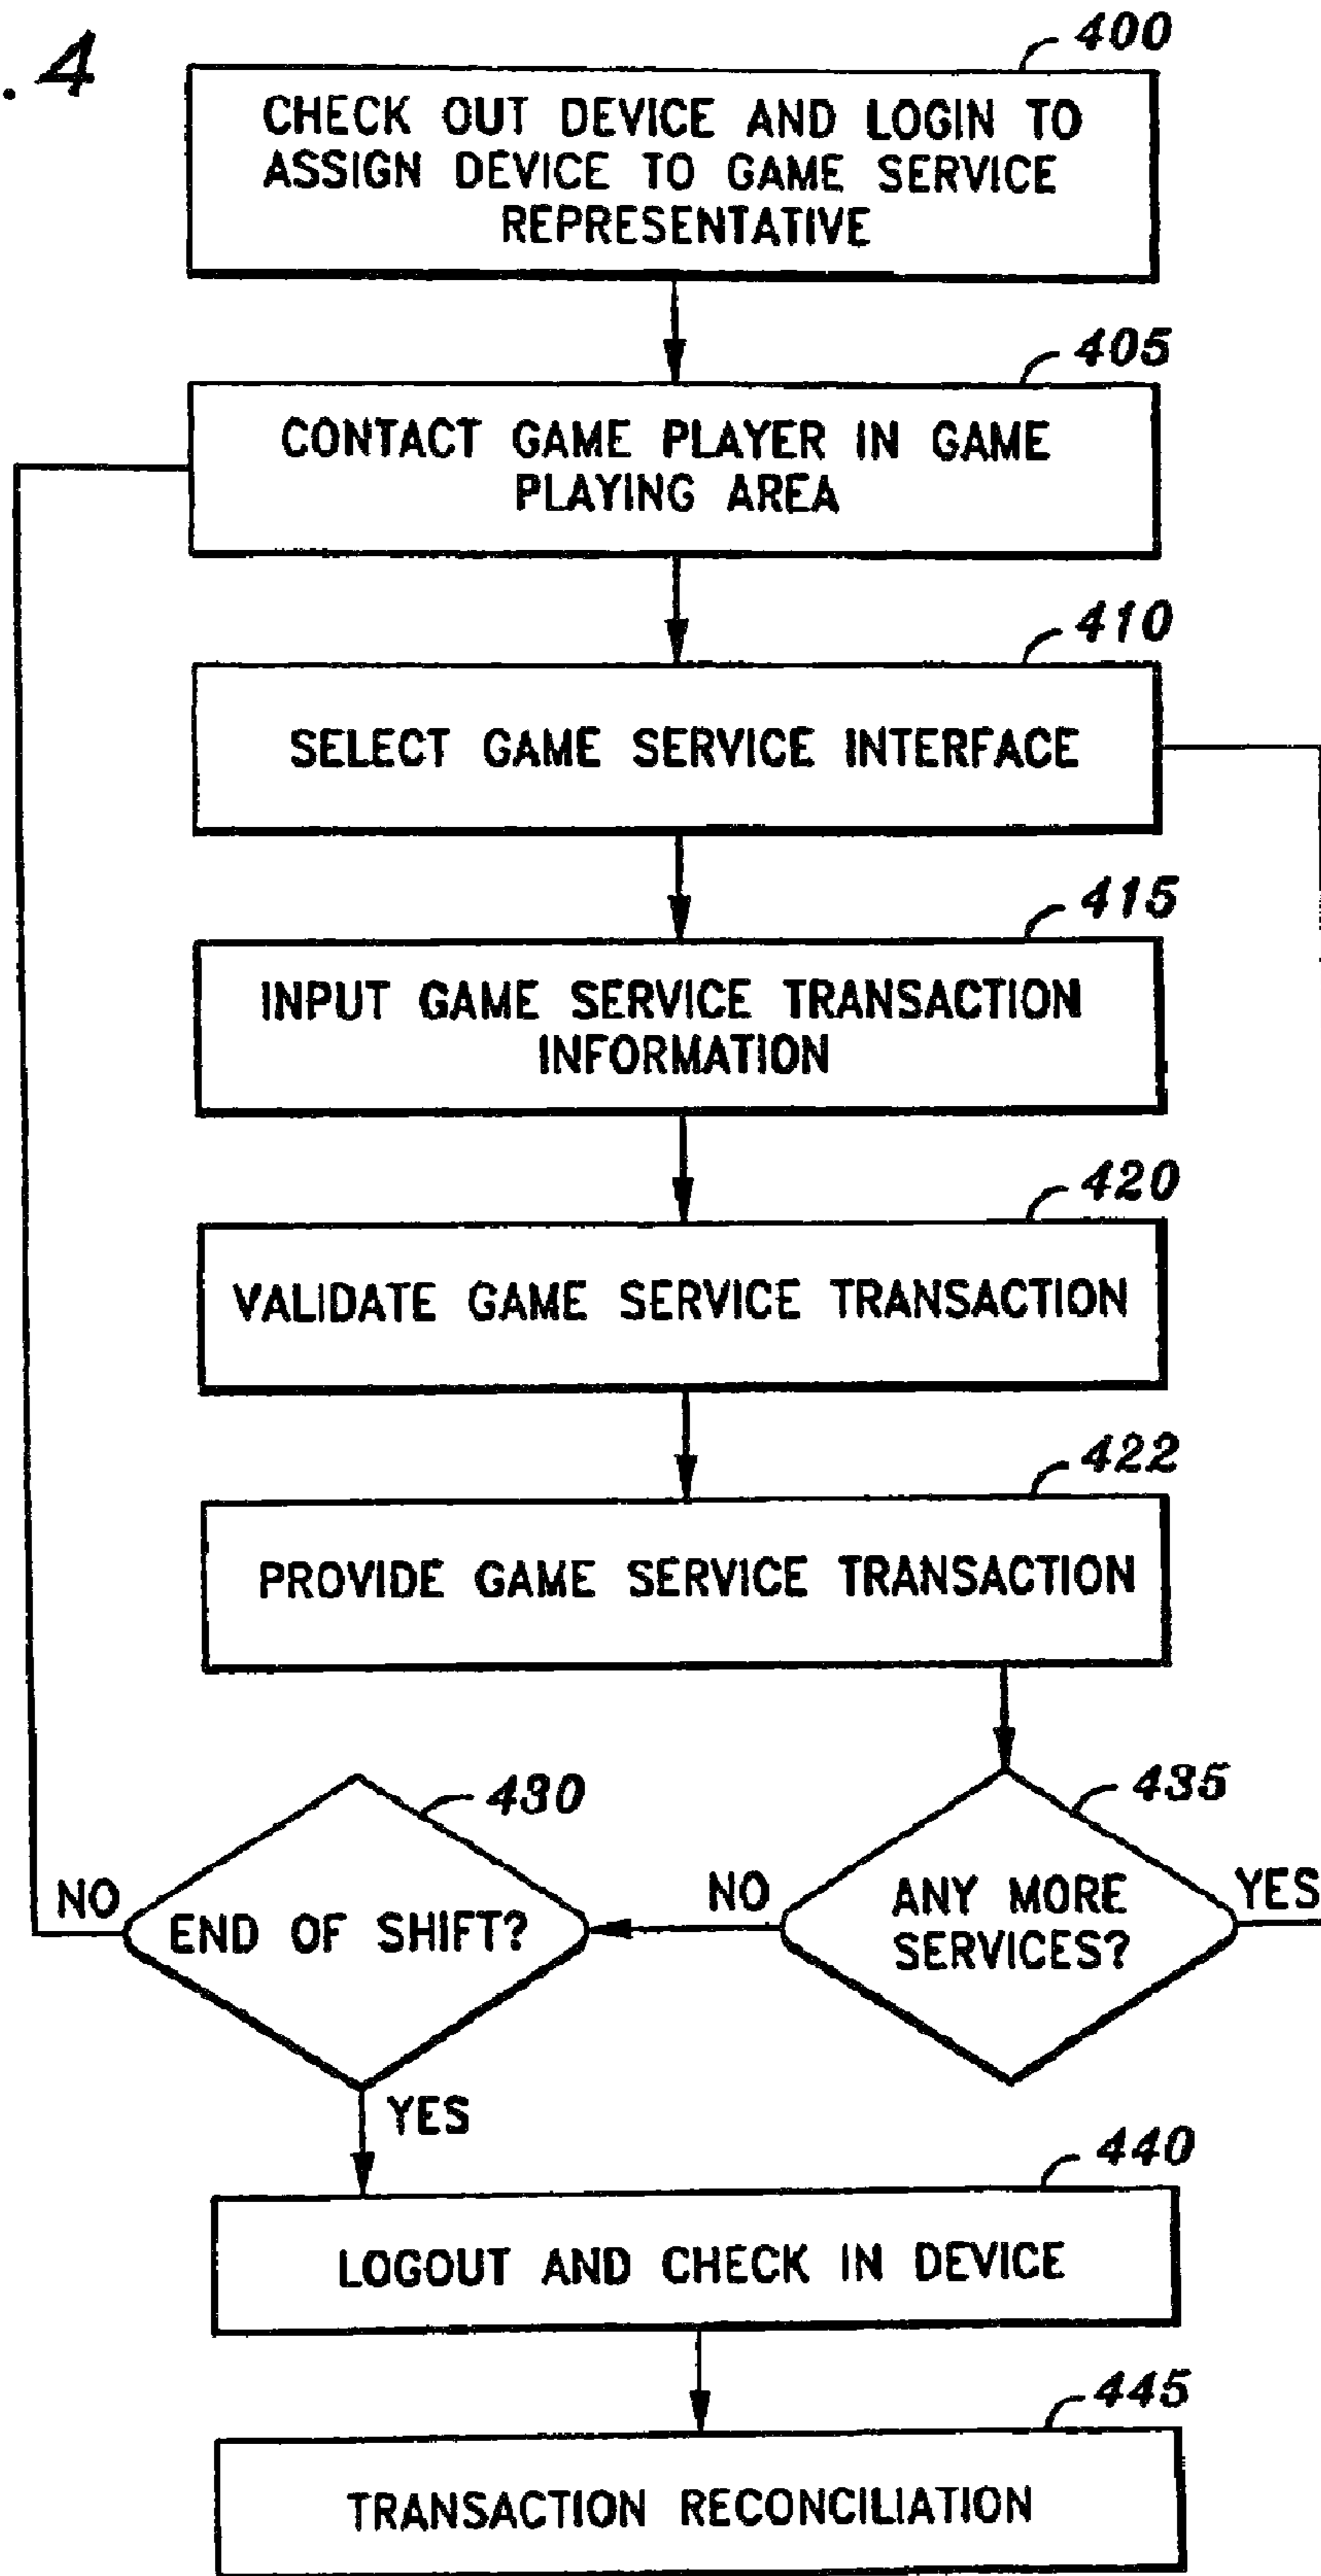 . 4
400
CHECK OUT DEVICE AND LOGIN TO
ASSIGN DEVICE TO GAME SERVICE
REPRESENTATIVE
405
CONTACT GAME PLAYER IN GAME
PLAYING AREA
410
SELECT GAME SERVICE INTERFACE
415
INPUT GAME SERVICE TRANSACTION
INFORMATION
420
VALIDATE GAME SERVICE TRANSACTION
422
PROVIDE GAME SERVICE TRANSACTION
430
NO
END OF SHIFT?
YES
435
NO
ANY MORE
SERVICES?
YES
440
LOGOUT AND CHECK IN DEVICE
445
TRANSACTION RECONCILIATION